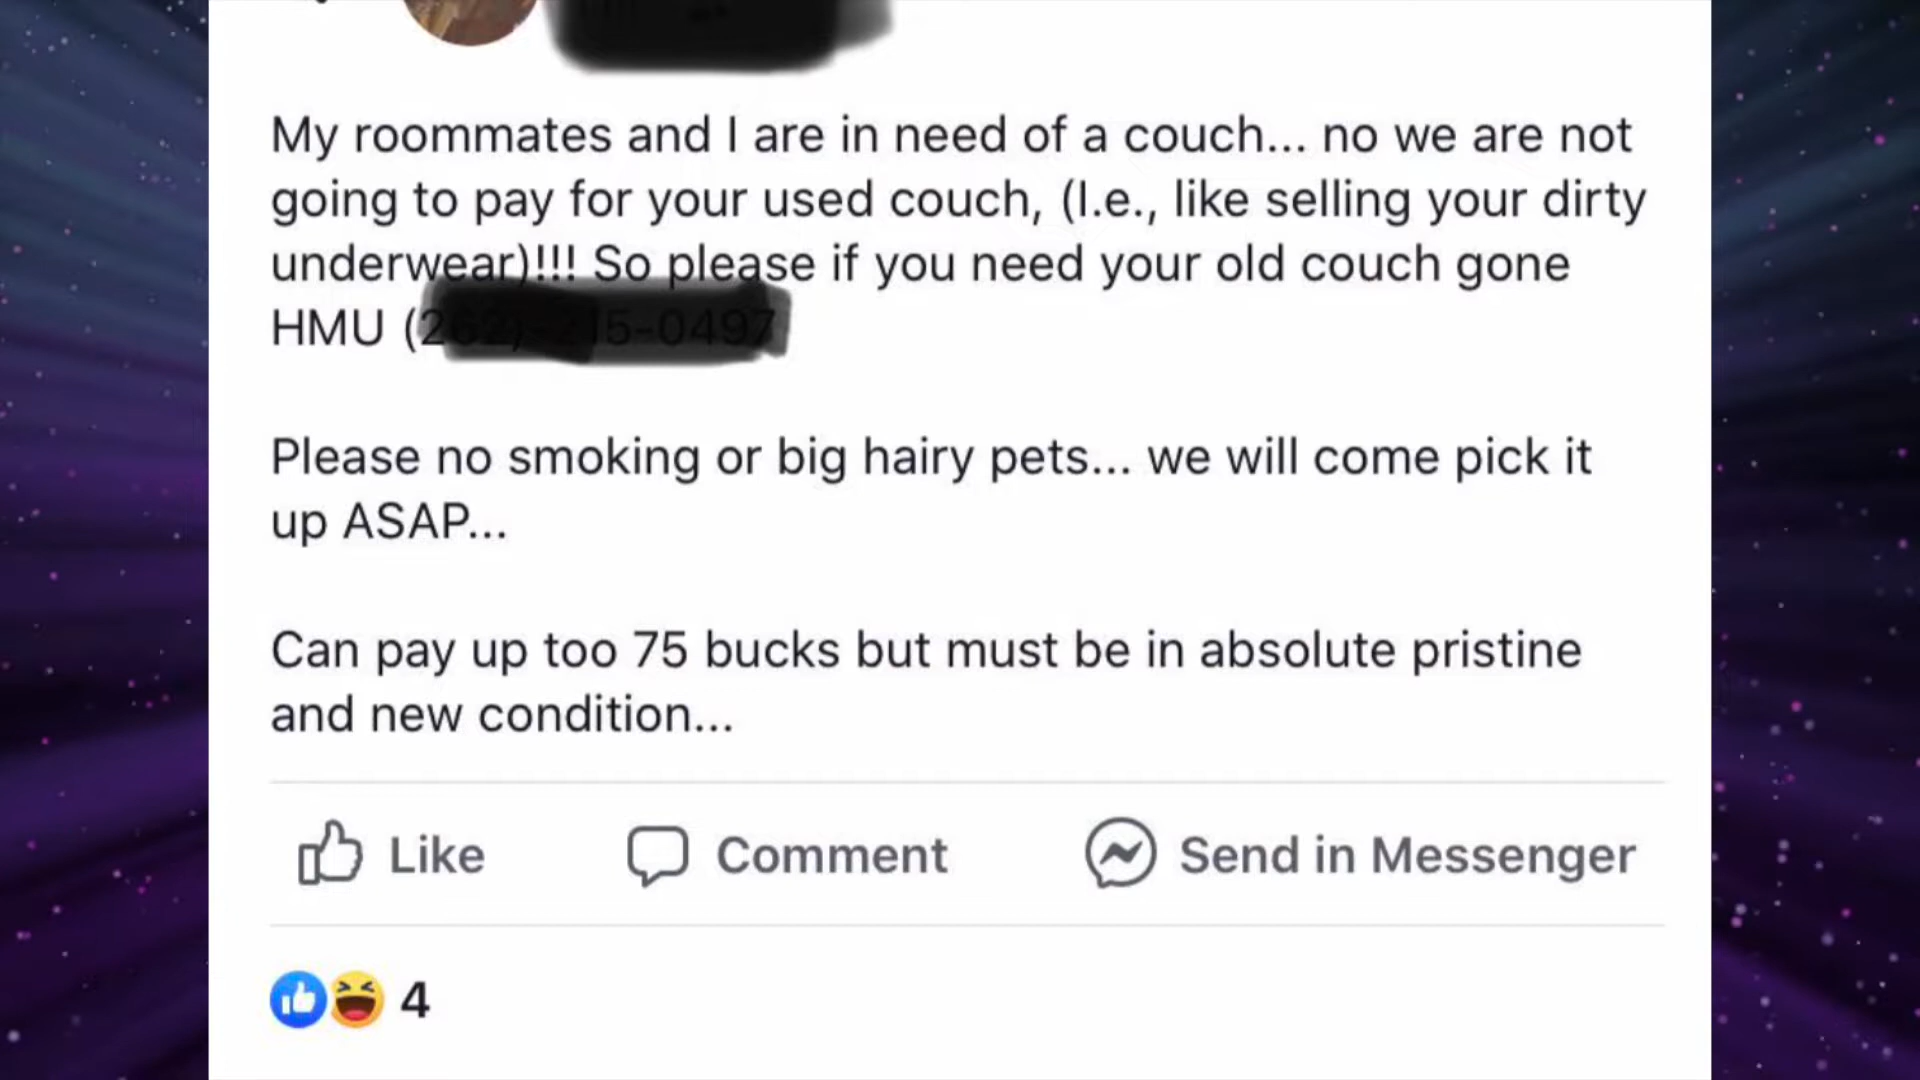 My roommates and I are in need of a couch... no we are not
going to pay for your used couch, (I.e., like selling your dirty
underwear)!!! So please if you need your old couch gone
HMU (
Please no smoking or big hairy pets... we will come pick it
up ASAP...
Can pay up too 75 bucks but must be in absolute pristine
and new condition...
Like Comment Send in Messenger
4